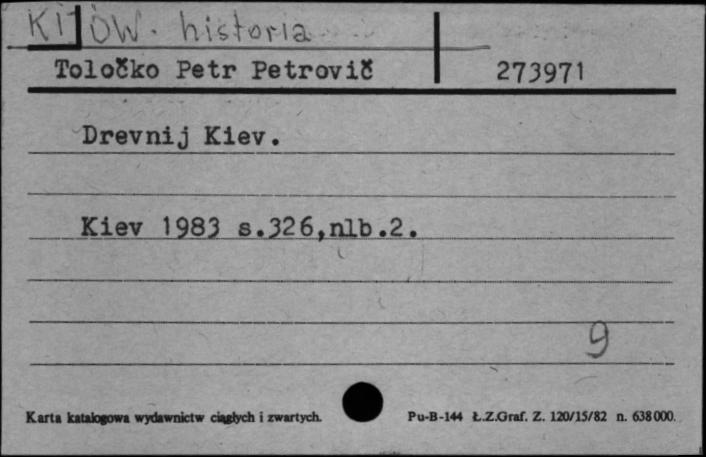 KIJÓW. historia
Toločko Petr Petrovič 273971
Drevnij Kiev.
Kiev 1983 s.326,nlb.2.
9
Karta katalogowa wydawnictw ciągłych i zwartych. Pu-B-144 Ł.Z.Graf. Z. 120/15/82 n. 638000.